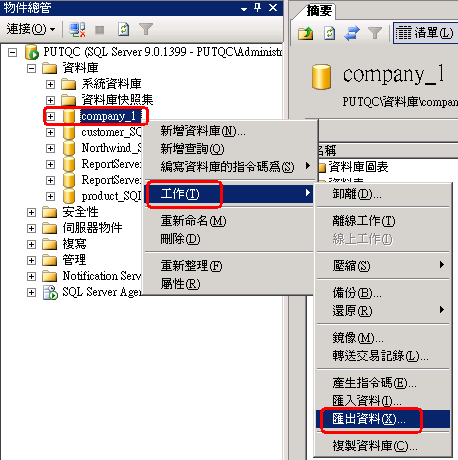 物件總管
連接(O)
PUTQC (SQL Server 9.0.1399 - PUTQC\Administ
資料庫
系統資料庫
資料庫快照集
company_1
customer_SQ
Northwind_S
ReportServer
ReportServer
product_SQL
安全性
伺服器物件
複寫
管理
Notification Serv
SQL Server Agen
新增資料庫(N)...
新增查詢(Q)
編寫資料庫的指令碼為(S)
工作(T)
重新命名(M)
刪除(D)
重新整理(F)
屬性(R)
摘要
清單(L)
company_1
PUTQC\資料庫\compan
名稱
資料庫圖表
卸離(D)...
離線工作(T)
線上工作(I)
壓縮(S)
備份(B)...
還原(R)
鏡像(M)...
轉送交易記錄(L)...
產生指令碼(E)...
匯入資料(I)...
匯出資料(X)...
複製資料庫(C)...